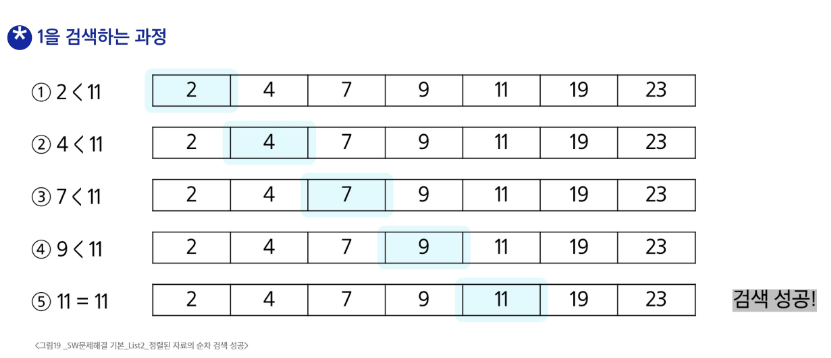 * 1을 검색하는 과정
① 2 < 11 2 4 7 9 11 19 23
② 4 < 11 2 4 7 9 11 19 23
③ 7 < 11 2 4 7 9 11 19 23
④ 9 < 11 2 4 7 9 11 19 23
⑤ 11 = 11 2 4 7 9 11 19 23 검색 성공!
<그림19 _SW문제해결 기본_List2_정렬된 자료의 순차 검색 성공>